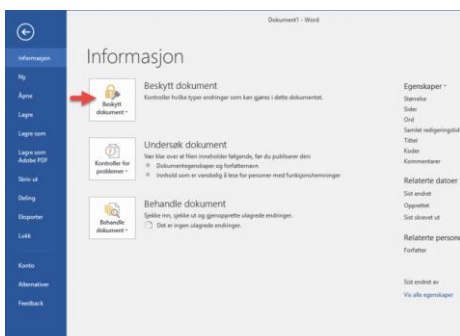 Dokument1 - Word
Informasjon
Ny
Åpne
Lagre
Lagre som
Lagre som
Adobe PDF
Skriv ut
Deling
Eksporter
Lukk
Konto
Alternativer
Feedback
Informasjon
Beskytt
dokument
Beskytt dokument
Kontroller hvilke typer endringer som kan gjøres i dette dokumentet.
Kontroller for
problemer
Undersøk dokument
Vær klar over at filen inneholder følgende, før du publiserer den:
Dokumentegenskaper og forfatternavn
Innhold som er vanskelig å lese for personer med funksjonshemninger
Behandle
dokument
Behandle dokument
Sjekke inn, sjekke ut og gjenopprette ulagrede endringer.
Det er ingen ulagrede endringer.
Egenskaper
Størrelse
Sider
Ord
Samlet redigeringstid
Tittel
Koder
Kommentarer
Relaterte datoer
Sist endret
Opprettet
Sist skrevet ut
Relaterte persone
Forfatter
Sist endret av
Vis alle egenskaper